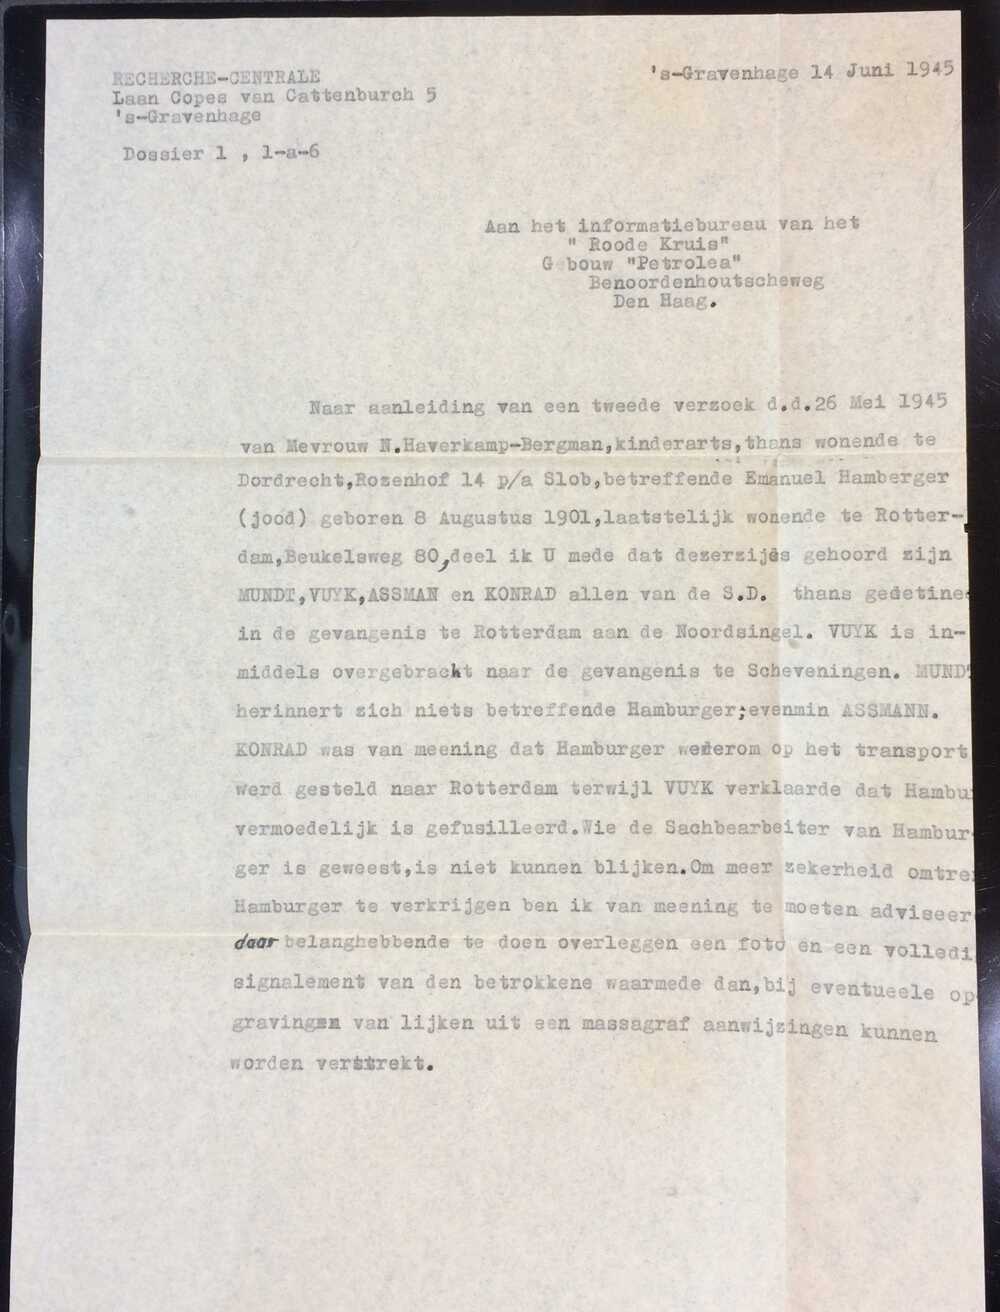 RECHERCHE-CENTRALE
Laan Copes van Cattenburch 5
's-Gravenhage
's-Gravenhage 14 Juni 1945
Dossier 1 , 1-a-6
Aan het informatiebureau van het
" Roode Kruis"
G bouw "Petrolea"
Benoordenhoutscheweg
Den Haag.
Naar aanleiding van een tweede verzoek d.d.26 Mei 1945
van Mevrouw N.Haverkamp-Bergman,kinderarts,thans wonende te
Dordrecht,Rozenhof 14 p/a Slob,betreffende Emanuel Hamberger
(jood) geboren 8 Augustus 1901,laatstelijk wonende te Rotter-
dam,Beukelsweg 80,deel ik U mede dat dezerzijds gehoord zijn
MUNDT,VUYK,ASSMAN en KONRAD allen van de S.D. thans gedetinee
in de gevangenis te Rotterdam aan de Noordsingel. VUYK is in-
middels overgebracht naar de gevangenis te Scheveningen. MUNDT
herinnert zich niets betreffende Hamburger;evenmin ASSMANN.
KONRAD was van meening dat Hamburger wederom op het transport
werd gesteld naar Rotterdam terwijl VUYK verklaarde dat Hambu
vermoedelijk is gefusilleerd.Wie de Sachbearbeiter van Hambur-
ger is geweest,is niet kunnen blijken.Om meer zekerheid omtre
Hamburger te verkrijgen ben ik van meening te moeten adviseer
door belanghebbende te doen overleggen een foto en een volledi
signalement van den betrokkene waarmede dan,bij eventueele op-
gravingen van lijken uit een massagraf aanwijzingen kunnen
worden verstrekt.